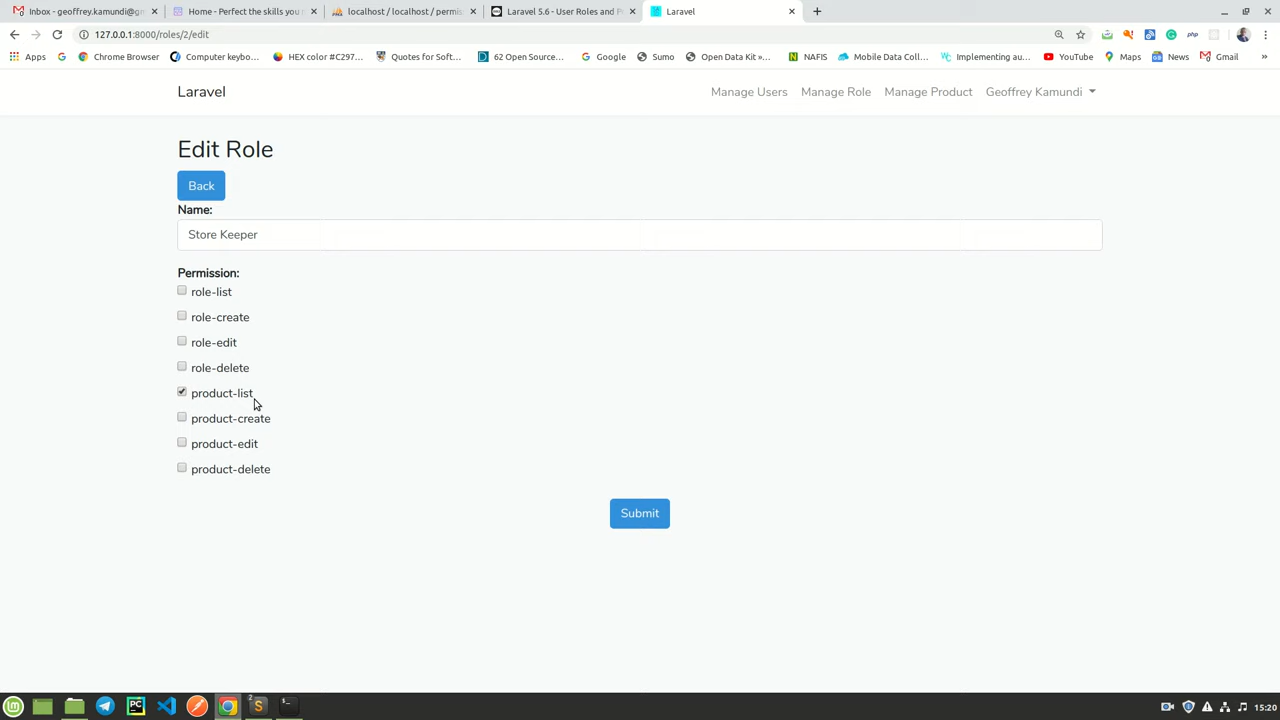 Inbox - geoffrey.kamundi@gm
Home - Perfect the skills you n
localhost / localhost / permis
Laravel 5.6 - User Roles and P
Laravel
127.0.0.1:8000/roles/2/edit
php
Apps
Chrome Browser
Computer keybo...
HEX color #C297...
Quotes for Soft...
62 Open Source...
Google
Sumo
Open Data Kit »...
NAFIS
Mobile Data Coll...
Implementing au...
YouTube
Maps
News
Gmail
»
Laravel
Manage Users
Manage Role
Manage Product
Geoffrey Kamundi
Edit Role
Back
Name:
Store Keeper
Permission:
role-list
role-create
role-edit
role-delete
product-list
product-create
product-edit
product-delete
Submit
15:20